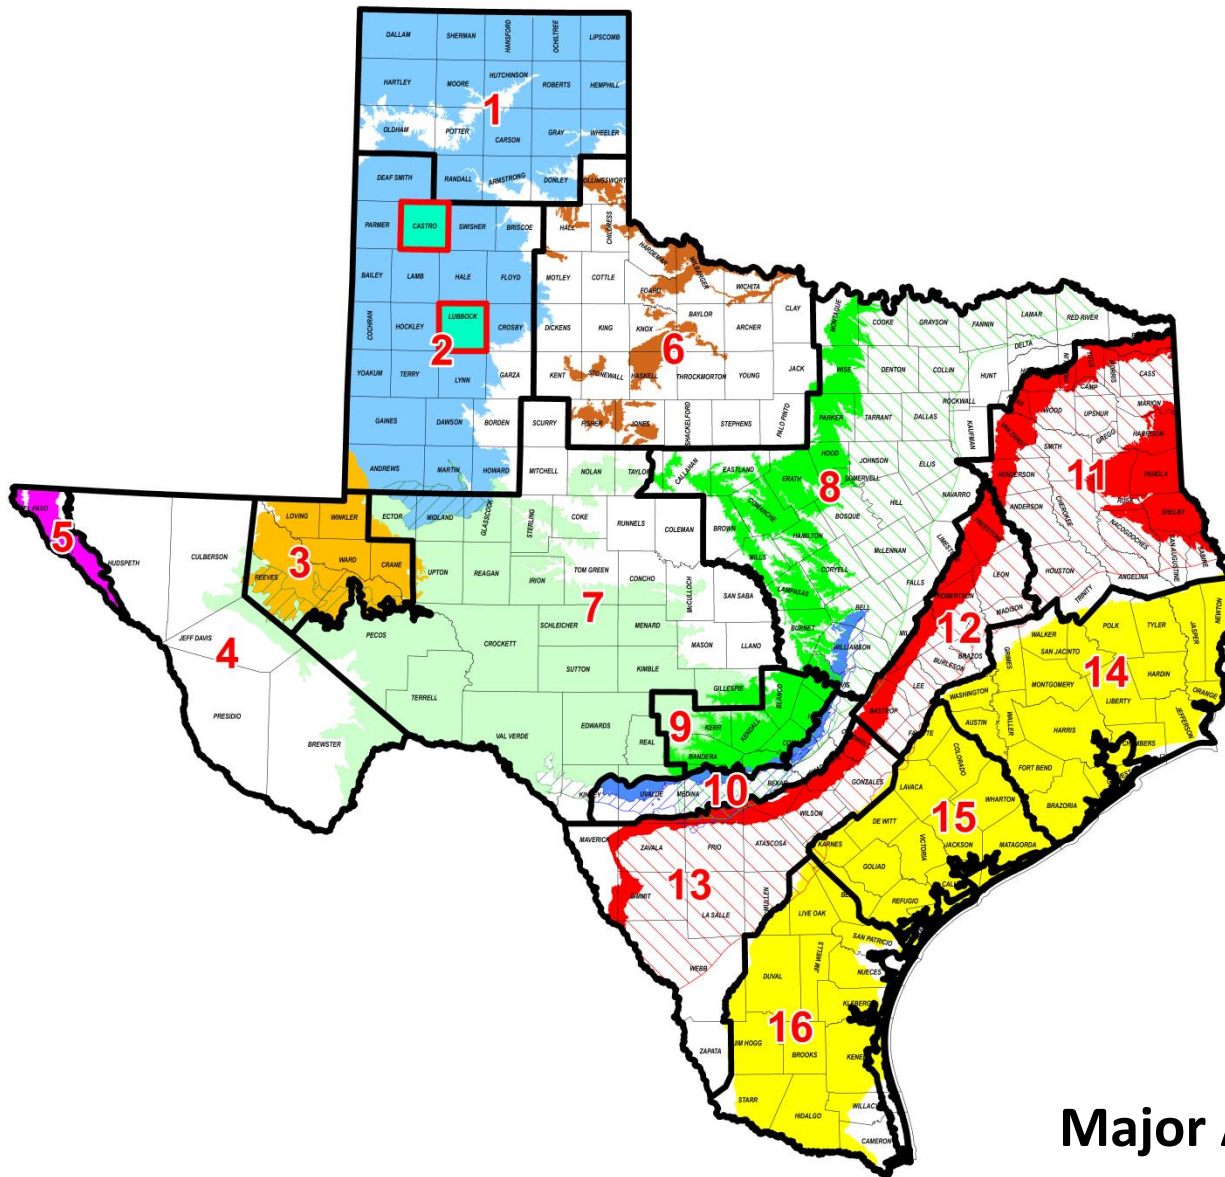 DALLAM SHERMAN HANSFORD OCHILTREE LIPSCOMB
HARTLEY MOORE HUTCHINSON ROBERTS HEMPHILL
1
OLDHAM POTTER CARSON GRAY WHEELER
DEAF SMITH RANDALL ARMSTRONG DONLEY OLLINGSWORT
PARMER CASTRO SWISHER BRISCOE HALL CHILDRESS
BAILEY LAMB HALE FLOYD MOTLEY COTTLE HARDEMAN WILBARGER
FOARD WICHITA CLAY
COCHRAN HOCKLEY LUBBOCK CROSBY DICKENS KING KNOX BAYLOR ARCHER MONTAGUE COOKE GRAYSON FANNIN LAMAR RED RIVER
2 6
YOAKUM TERRY LYNN GARZA KENT STONEWALL HASKELL THROCKMORTON YOUNG JACK WISE DENTON COLLIN HUNT DELTA
GAINES DAWSON BORDEN SCURRY FISHER JONES SHACKELFORD STEPHENS PALO PINTO PARKER TARRANT DALLAS ROCKWALL KAUFMAN
CAMP CASS
WOOD UPSHUR MARION
VAN ZANDT SMITH GREGG HARRISON
ANDREWS MARTIN HOWARD MITCHELL NOLAN TAYLOR CALLAHAN EASTLAND ERATH HOOD JOHNSON ELLIS
8 11
HENDERSON RUSK PANOLA
SOMERVELL NAVARRO
EL PASO HUDSPETH CULBERSON LOVING WINKLER ECTOR MIDLAND GLASSCOCK STERLING COKE RUNNELS COLEMAN BROWN COMANCHE BOSQUE HILL
5 3
FREESTONE ANDERSON CHEROKEE NACOGDOCHES SHELBY
REEVES WARD CRANE UPTON REAGAN IRION TOM GREEN CONCHO McCULLOCH MILLS HAMILTON McLENNAN LEON HOUSTON ANGELINA SAN AUGUSTINE SABINE
7 12
CORYELL FALLS ROBERTSON MADISON TRINITY
JEFF DAVIS PECOS CROCKETT SCHLEICHER MENARD SAN SABA LAMPASAS BELL
4
MASON LLANO BURNET WILLIAMSON BURLESON BRAZOS
GRIMES WALKER POLK TYLER JASPER NEWTON
SAN JACINTO
14
PRESIDIO BREWSTER TERRELL VAL VERDE SUTTON KIMBLE GILLESPIE BLANCO LEE WASHINGTON MONTGOMERY LIBERTY HARDIN ORANGE
9
EDWARDS REAL KERR KENDALL BANDERA BASTROP AUSTIN WALLER HARRIS JEFFERSON
10
UVALDE MEDINA BEXAR GONZALES COLORADO FORT BEND
LAVACA BRAZORIA
15
MAVERICK ZAVALA FRIO ATASCOSA WILSON KARNES DE WITT WHARTON
13
DIMMIT LA SALLE GOLIAD VICTORIA JACKSON MATAGORDA
LIVE OAK REFUGIO
WEBB DUVAL JIM WELLS SAN PATRICIO NUECES
KLEBERG
16
ZAPATA JIM HOGG BROOKS
STARR HIDALGO
CAMERON
Major